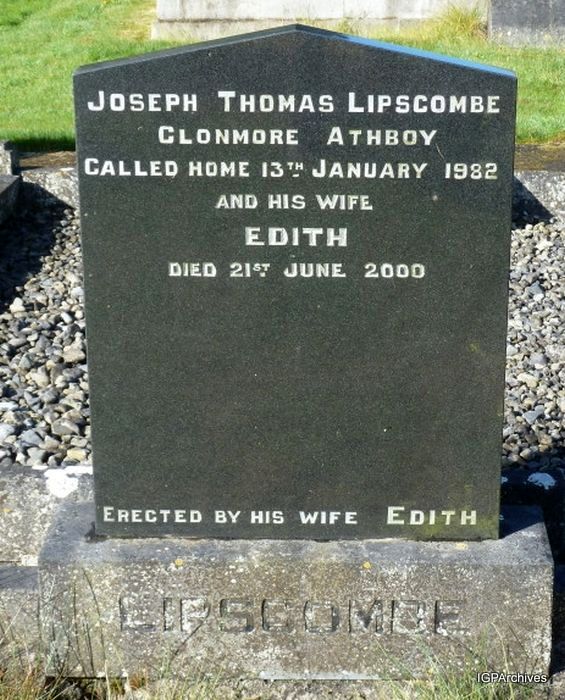 JOSEPH THOMAS LIPSCOMBE
CLONMORE ATHBOY
CALLED HOME 13TH JANUARY 1982
AND HIS WIFE
EDITH
DIED 21ST JUNE 2000
ERECTED BY HIS WIFE EDITH
LIPSCOMBE
IGPArchives